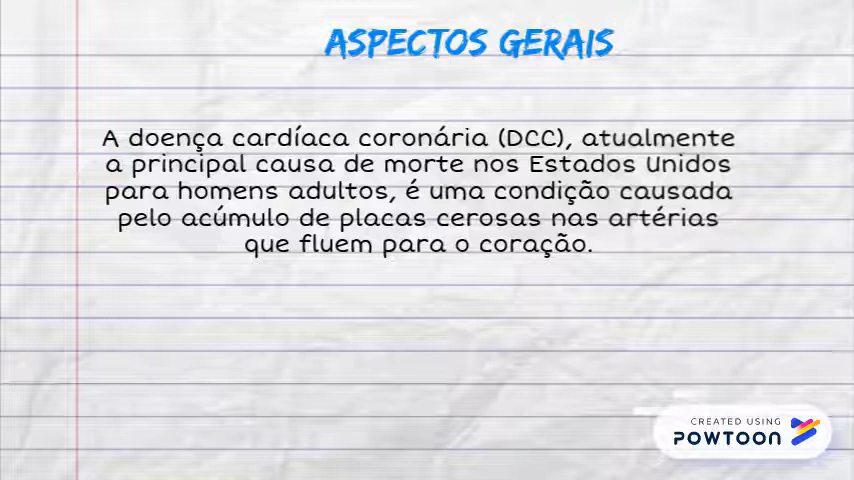 ASPECTOS GERAIS
A doença cardíaca coronária (DCC), atualmente
a principal causa de morte nos Estados Unidos
para homens adultos, é uma condição causada
pelo acúmulo de placas cerosas nas artérias
que fluem para o coração.
CREATED USING
POWTOON